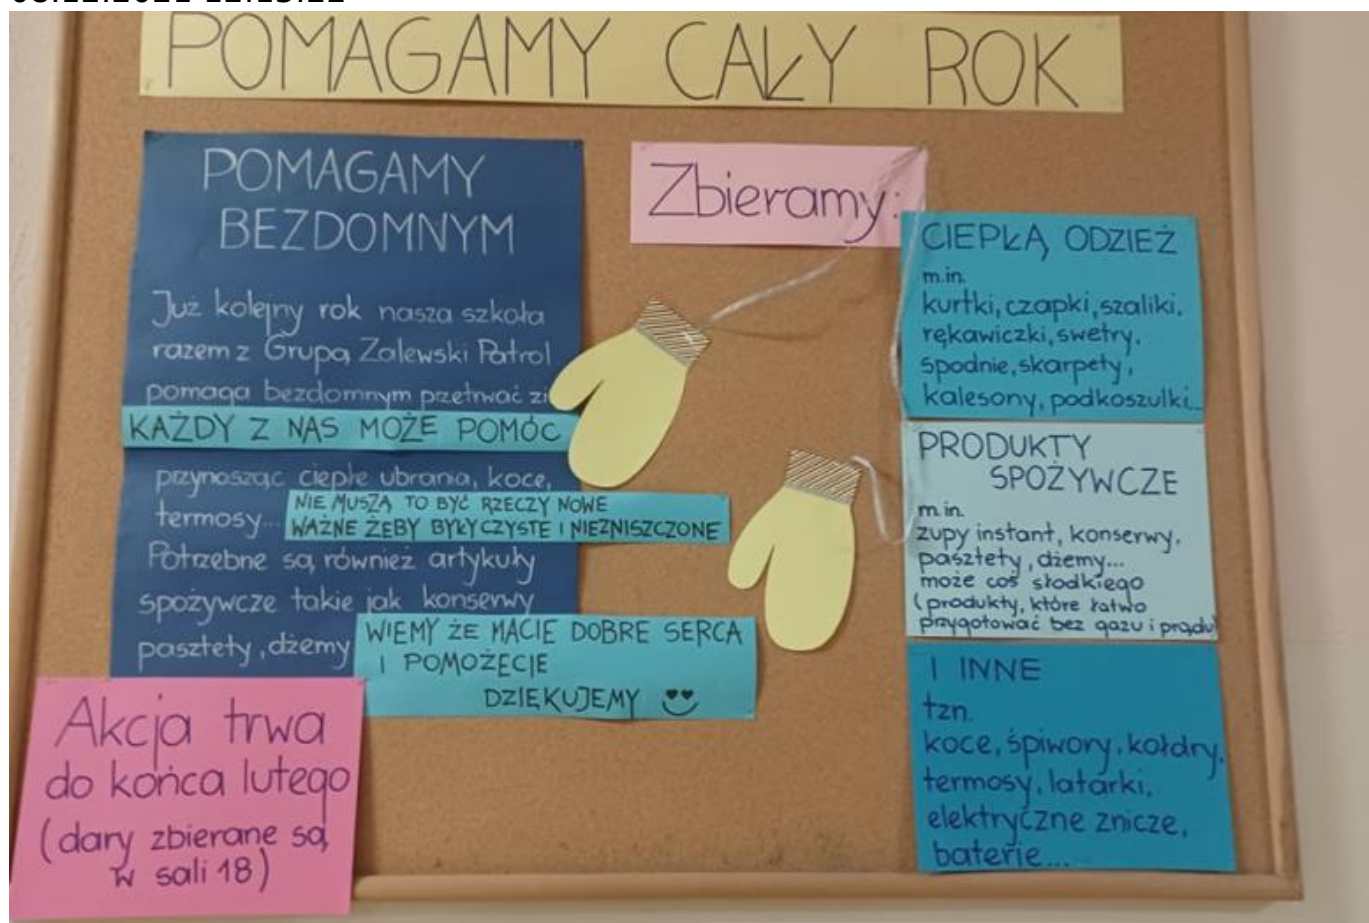 POMAGAMY CAŁY ROK
POMAGAMY
BEZDOMNYM
Już kolejny rok nasza szkoła
razem z Grupą Zalewski Patrol
pomaga bezdomnym przetrwać
KAŻDY Z NAS MOŻE POMÓC
przynosząc ciepłe ubrania, koce,
termosy...
NIE MUSZĄ TO BYĆ RZECZY NOWE
WAŻNE ŻEBY BYŁY CZYSTE I NIEZNISZCZONE
Potrzebne są również artykuły
spożywcze takie jak konserwy
pasztety, dżemy
WIEMY ŻE MACIE DOBRE SERCA
I POMOŻECIE
DZIĘKUJEMY
Akcja trwa
do końca lutego
(dary zbierane są
w sali 18)
Zbieramy:
CIEPŁĄ ODZIEŻ
m.in.
kurtki, czapki, szaliki,
rękawiczki, swetry,
spodnie, skarpety,
kalesony, podkoszulki...
PRODUKTY
SPOŻYWCZE
m.in.
zupy instant, konserwy,
pasztety, dżemy...
może coś słodkiego
(produkty, które łatwo
przygotować bez gazu i prądu)
I INNE
tzn.
koce, śpiwory, kołdry,
termosy, latarki,
elektryczne znicze,
baterie...